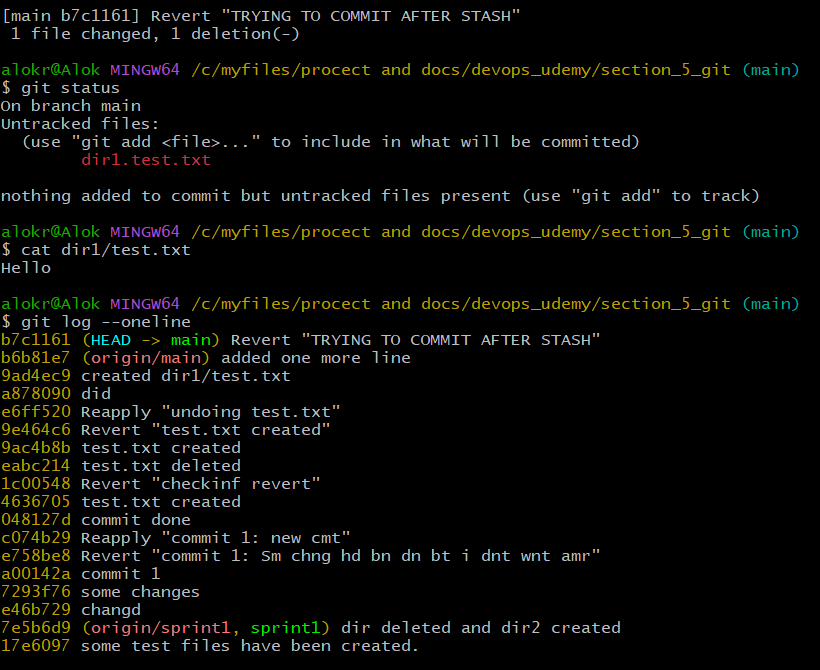 [main b7c1161] Revert "TRYING TO COMMIT AFTER STASH"
 1 file changed, 1 deletion(-)

alokr@Alok MINGW64 /c/myfiles/procect and docs/devops_udemy/section_5_git (main)
$ git status
On branch main
Untracked files:
  (use "git add <file>..." to include in what will be committed)
        dir1.test.txt

nothing added to commit but untracked files present (use "git add" to track)

alokr@Alok MINGW64 /c/myfiles/procect and docs/devops_udemy/section_5_git (main)
$ cat dir1/test.txt
Hello

alokr@Alok MINGW64 /c/myfiles/procect and docs/devops_udemy/section_5_git (main)
$ git log --oneline
b7c1161 (HEAD -> main) Revert "TRYING TO COMMIT AFTER STASH"
b6b81e7 (origin/main) added one more line
9ad4ec9 created dir1/test.txt
a878090 did
e6ff520 Reapply "undoing test.txt"
9e464c6 Revert "test.txt created"
9ac4b8b test.txt created
eabc214 test.txt deleted
1c00548 Revert "checkinf revert"
4636705 test.txt created
048127d commit done
c074b29 Reapply "commit 1: new cmt"
e758be8 Revert "commit 1: Sm chng hd bn dn bt i dnt wnt amr"
a00142a commit 1
7293f76 some changes
e46b729 changd
7e5b6d9 (origin/sprint1, sprint1) dir deleted and dir2 created
17e6097 some test files have been created.